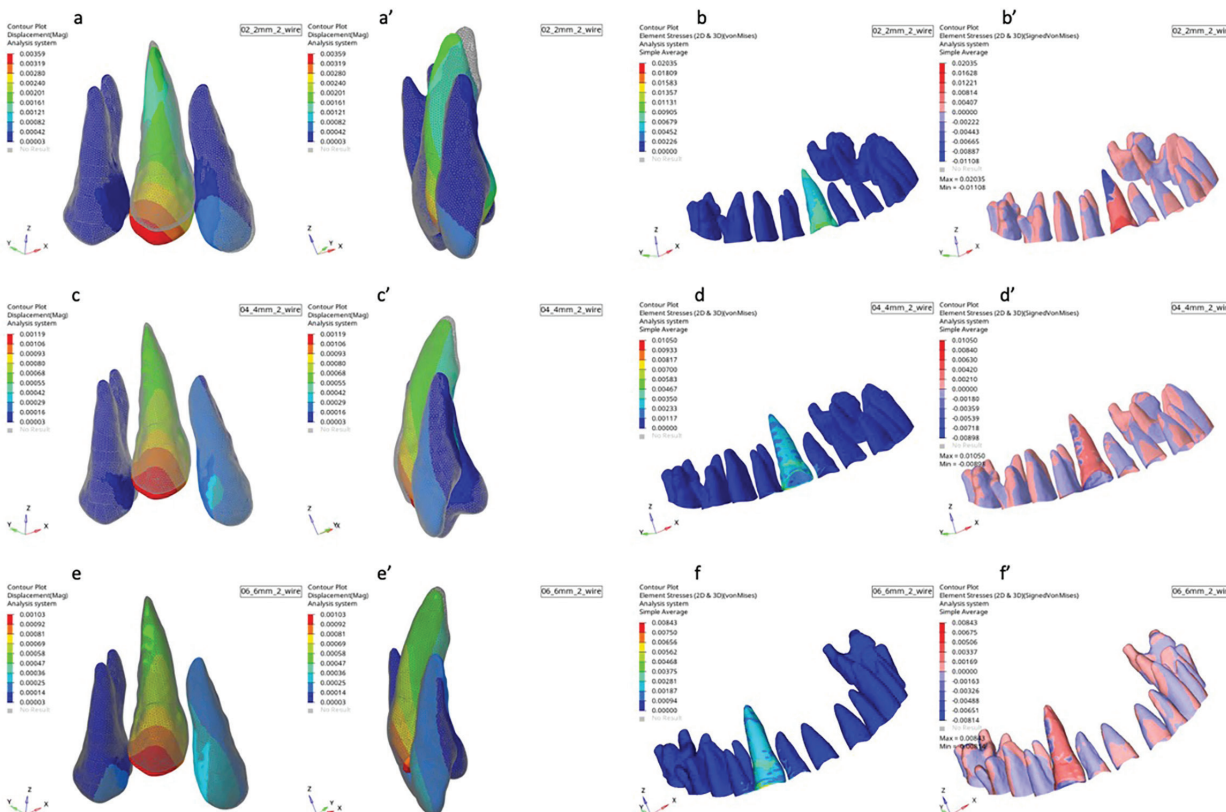 a
Contour Plot
Displacement(Mag)
Analysis system
0.00359
0.00319
0.00280
0.00240
0.00201
0.00161
0.00121
0.00082
0.00042
0.00003
No Result
02_2mm_2_wire
Z
Y
X
a’
Contour Plot
Displacement(Mag)
Analysis system
0.00359
0.00319
0.00280
0.00240
0.00201
0.00161
0.00121
0.00082
0.00042
0.00003
No Result
02_2mm_2_wire
Z
Y
X
b
Contour Plot
Element Stresses (2D & 3D)(vonMises)
Analysis system
Simple Average
0.02035
0.01809
0.01583
0.01357
0.01131
0.00905
0.00679
0.00452
0.00226
0.00000
No Result
02_2mm_2_wire
Z
Y
X
b’
Contour Plot
Element Stresses (2D & 3D)(SignedVonMises)
Analysis system
Simple Average
0.02035
0.01628
0.01221
0.00814
0.00407
0.00000
-0.00222
-0.00443
-0.00665
-0.00887
-0.01108
No Result
Max = 0.02035
Min = -0.01108
02_2mm_2_wire
Z
Y
X
c
Contour Plot
Displacement(Mag)
Analysis system
0.00119
0.00106
0.00093
0.00080
0.00068
0.00055
0.00042
0.00029
0.00016
0.00003
No Result
04_4mm_2_wire
Z
Y
X
c’
Contour Plot
Displacement(Mag)
Analysis system
0.00119
0.00106
0.00093
0.00080
0.00068
0.00055
0.00042
0.00029
0.00016
0.00003
No Result
04_4mm_2_wire
Z
YX
d
Contour Plot
Element Stresses (2D & 3D)(vonMises)
Analysis system
Simple Average
0.01050
0.00933
0.00817
0.00700
0.00583
0.00467
0.00350
0.00233
0.00117
0.00000
No Result
04_4mm_2_wire
Z
Y
X
d’
Contour Plot
Element Stresses (2D & 3D)(SignedVonMises)
Analysis system
Simple Average
0.01050
0.00840
0.00630
0.00420
0.00210
0.00000
-0.00180
-0.00359
-0.00539
-0.00718
-0.00898
No Result
Max = 0.01050
Min = -0.00898
04_4mm_2_wire
Z
Y
X
e
Contour Plot
Displacement(Mag)
Analysis system
0.00103
0.00092
0.00081
0.00069
0.00058
0.00047
0.00036
0.00025
0.00014
0.00003
No Result
06_6mm_2_wire
Z
Y
X
e’
Contour Plot
Displacement(Mag)
Analysis system
0.00103
0.00092
0.00081
0.00069
0.00058
0.00047
0.00036
0.00025
0.00014
0.00003
No Result
06_6mm_2_wire
Z
Y
X
f
Contour Plot
Element Stresses (2D & 3D)(vonMises)
Analysis system
Simple Average
0.00843
0.00750
0.00656
0.00562
0.00468
0.00375
0.00281
0.00187
0.00094
0.00000
No Result
06_6mm_2_wire
Z
Y
X
f’
Contour Plot
Element Stresses (2D & 3D)(SignedVonMises)
Analysis system
Simple Average
0.00843
0.00675
0.00506
0.00337
0.00169
0.00000
-0.00163
-0.00326
-0.00488
-0.00651
-0.00814
No Result
Max = 0.00843
Min =
06_6mm_2_wire
Z
Y
X